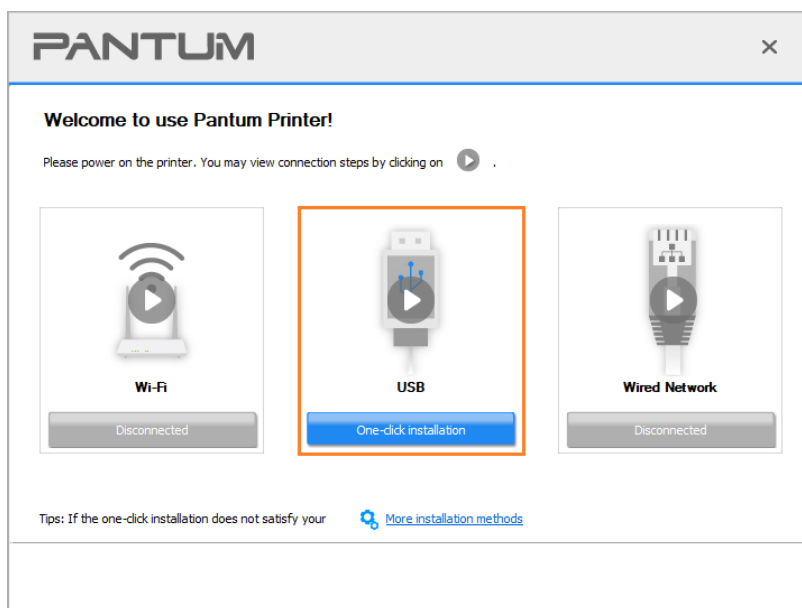 PANTUM
Welcome to use Pantum Printer!
Please power on the printer. You may view connection steps by clicking on .
Wi-Fi
USB
Wired Network
Disconnected
One-click installation
Disconnected
Tips: If the one-click installation does not satisfy your More installation methods